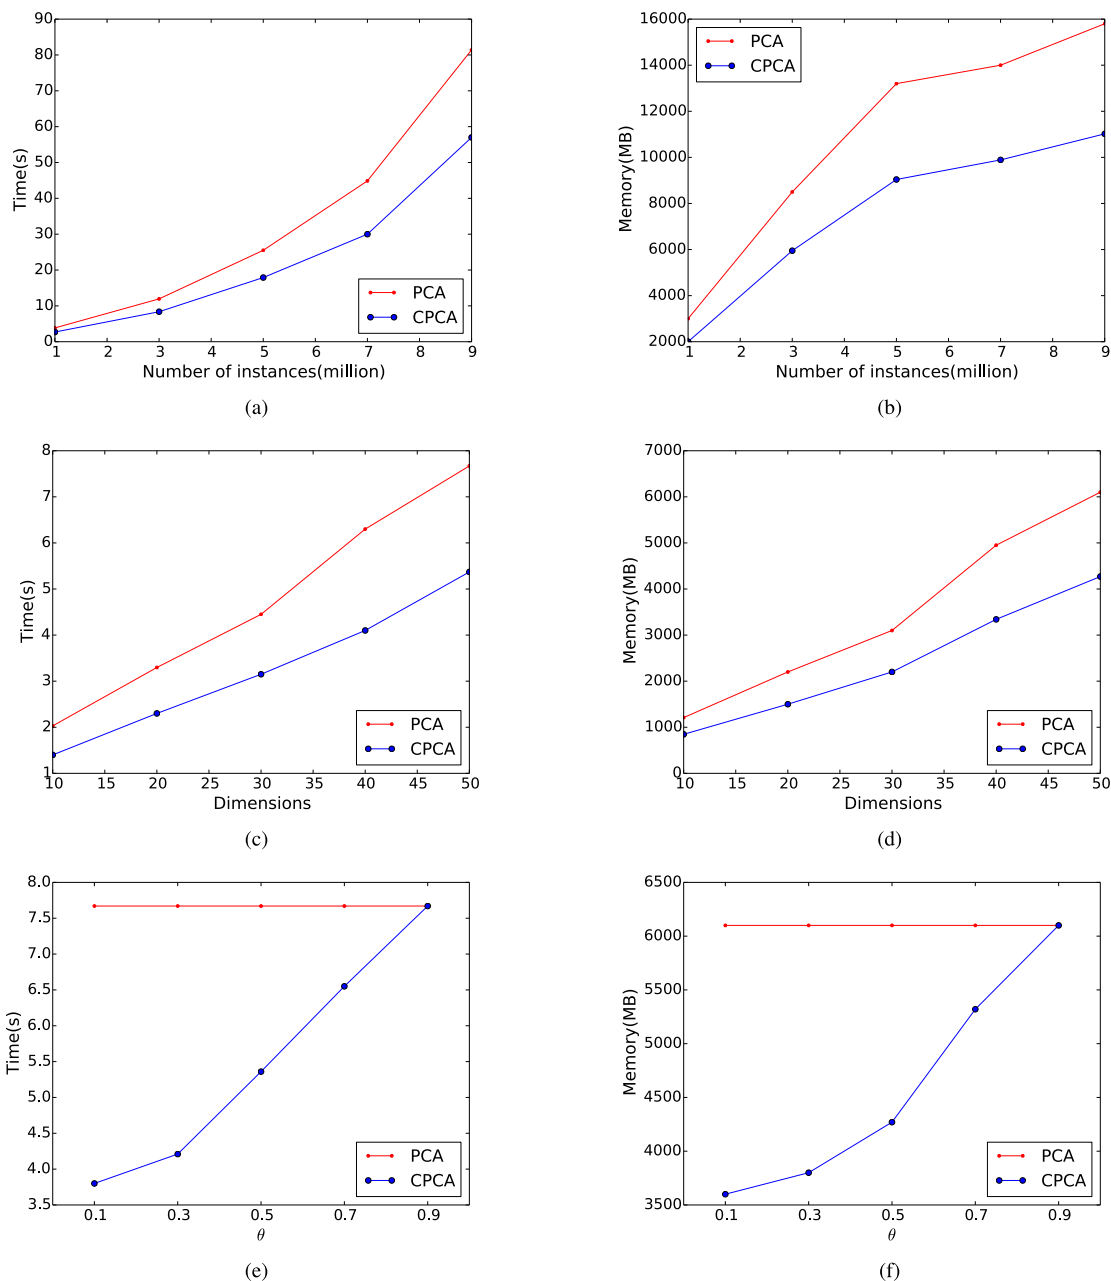 90
80
70
60
50
40
30
20
10
0
Time(s)
1 2 3 4 5 6 7 8 9
Number of instances(million)
PCA
CPCA
(a)
16000
14000
12000
10000
8000
6000
4000
2000
Memory(MB)
1 2 3 4 5 6 7 8 9
Number of instances(million)
PCA
CPCA
(b)
8
7
6
5
4
3
2
1
Time(s)
10 15 20 25 30 35 40 45 50
Dimensions
PCA
CPCA
(c)
7000
6000
5000
4000
3000
2000
1000
0
Memory(MB)
10 15 20 25 30 35 40 45 50
Dimensions
PCA
CPCA
(d)
8.0
7.5
7.0
6.5
6.0
5.5
5.0
4.5
4.0
3.5
Time(s)
0.1 0.3 0.5 0.7 0.9
θ
PCA
CPCA
(e)
6500
6000
5500
5000
4500
4000
3500
Memory(MB)
0.1 0.3 0.5 0.7 0.9
θ
PCA
CPCA
(f)